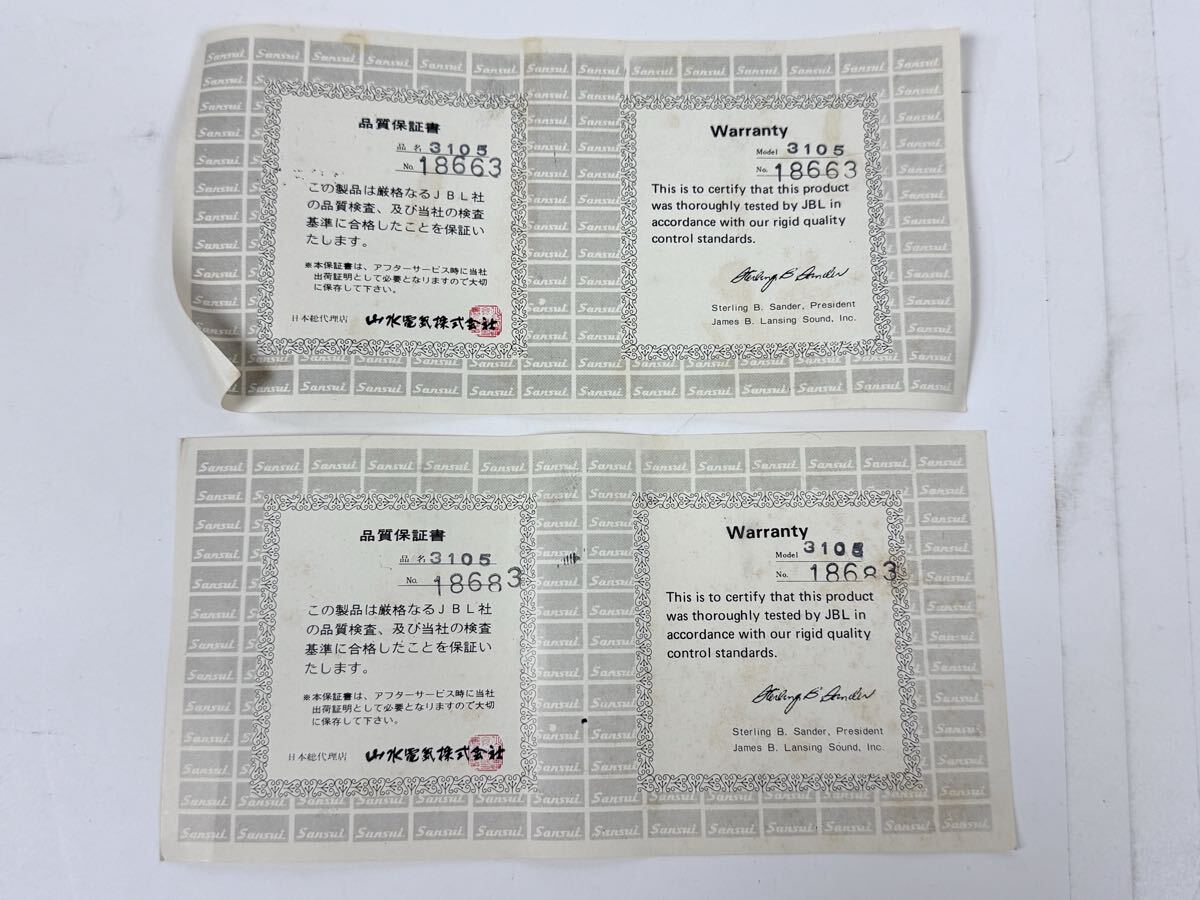 品質保証書
品名 3105
No. 18663
この製品は厳格なるJBL社
の品質検査、及び当社の検査
基準に合格したことを保証い
たします。
※本保証書は、アフターサービス時に当社
出荷証明として必要となりますので大切
に保存して下さい。
日本総代理店 山水電気株式会社
Warranty
Model 3105
No. 18663
This is to certify that this product
was thoroughly tested by JBL in
accordance with our rigid quality
control standards.
Sterling B. Sander
Sterling B. Sander, President
James B. Lansing Sound, Inc.
品質保証書
品名 3105
No. 18683
この製品は厳格なるJBL社
の品質検査、及び当社の検査
基準に合格したことを保証い
たします。
※本保証書は、アフターサービス時に当社
出荷証明として必要となりますので大切
に保存して下さい。
日本総代理店 山水電気株式会社
Warranty
Model 3105
No. 18683
This is to certify that this product
was thoroughly tested by JBL in
accordance with our rigid quality
control standards.
Sterling B. Sander
Sterling B. Sander, President
James B. Lansing Sound, Inc.